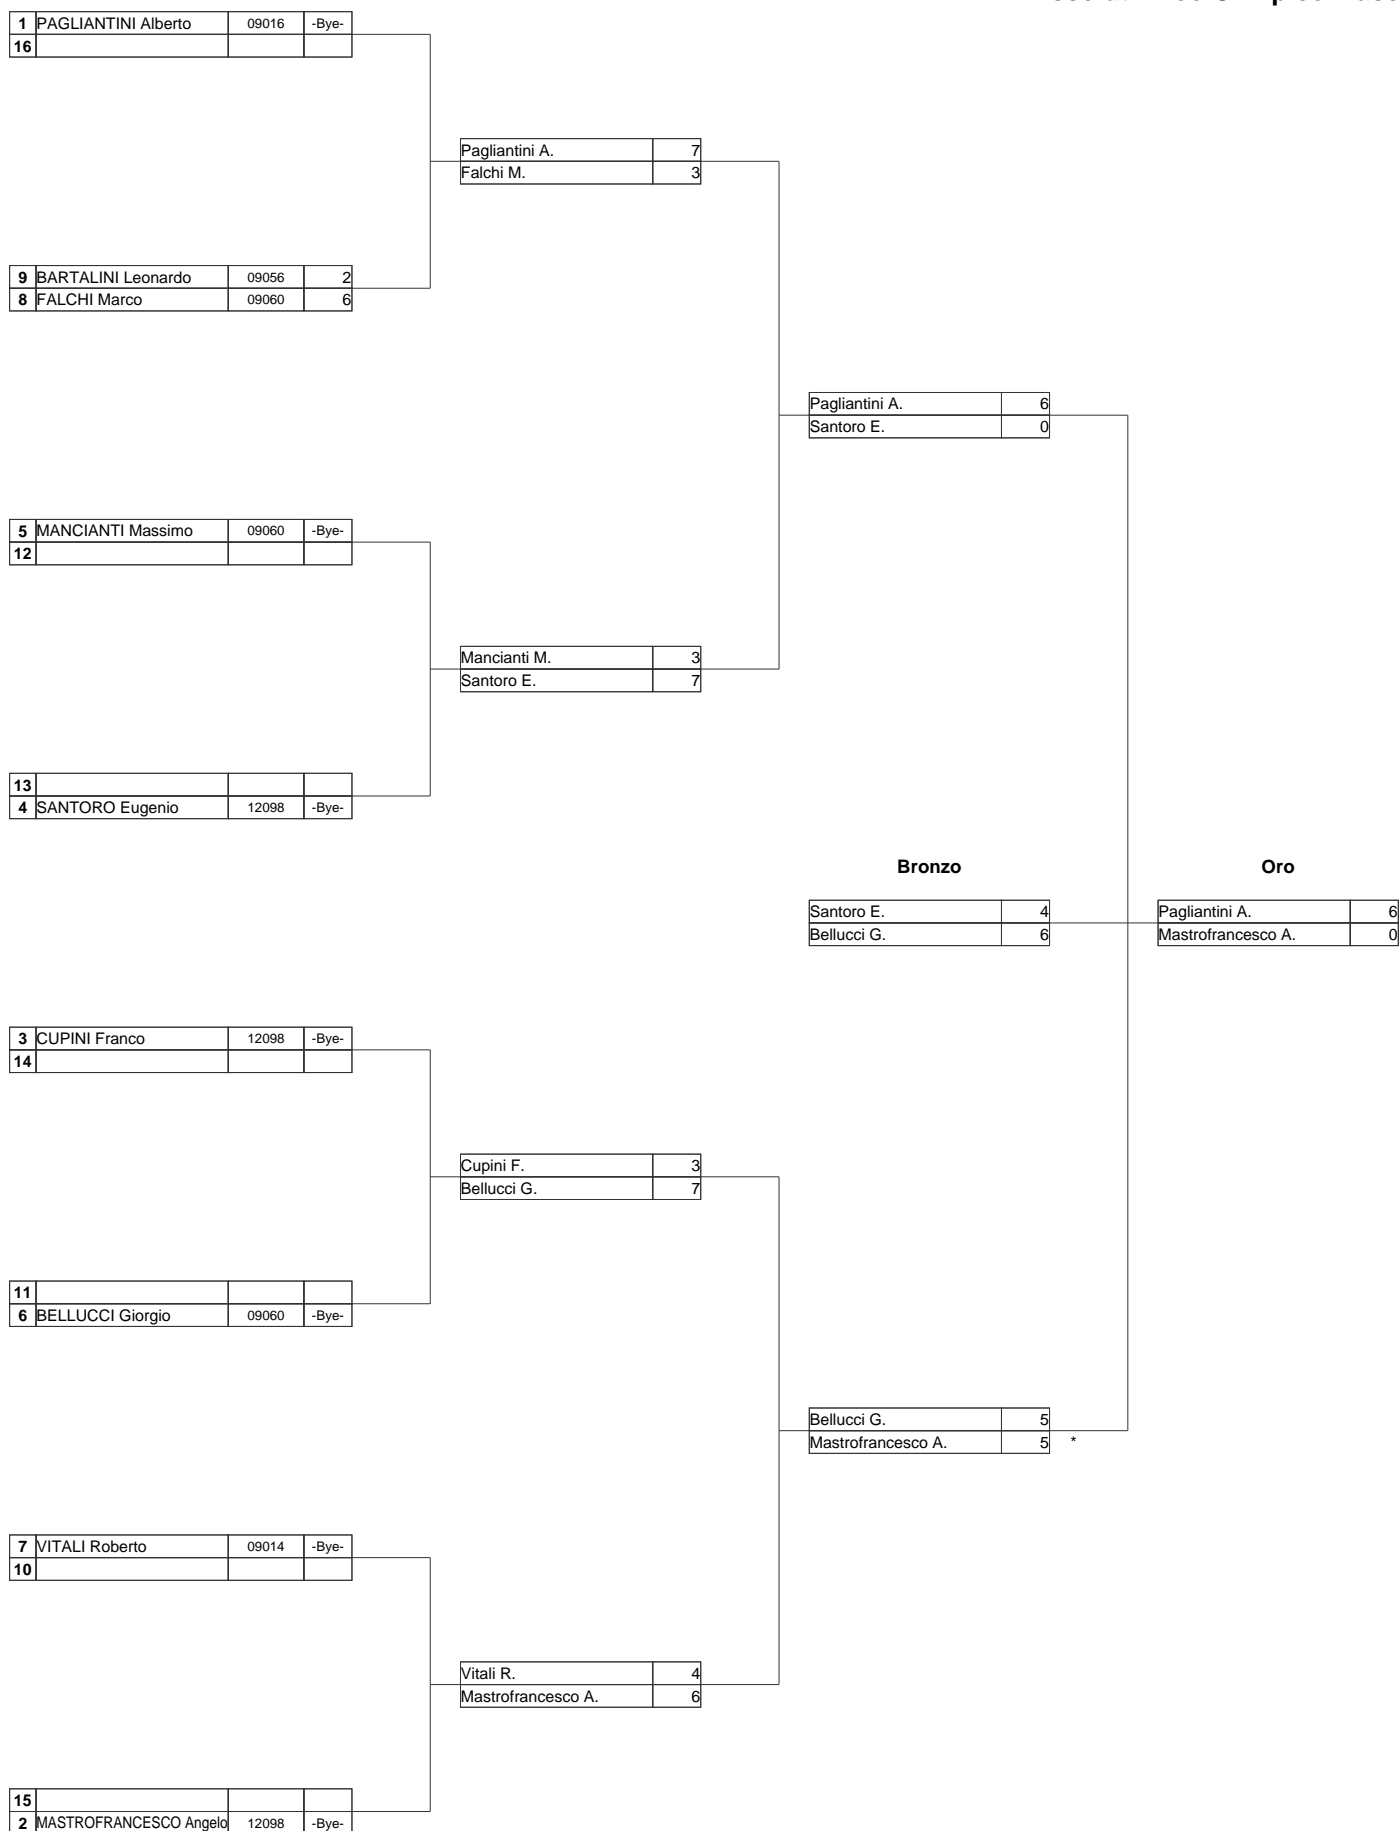 1 PAGLIANTINI Alberto 09016 -Bye-
16
Pagliantini A. 7
Falchi M. 3
9 BARTALINI Leonardo 09056 2
8 FALCHI Marco 09060 6
Pagliantini A. 6
Santoro E. 0
5 MANCIANTI Massimo 09060 -Bye-
12
Mancianti M. 3
Santoro E. 7
13
4 SANTORO Eugenio 12098 -Bye-
Bronzo Oro
Santoro E. 4 Pagliantini A. 6
Bellucci G. 6 Mastrofrancesco A. 0
3 CUPINI Franco 12098 -Bye-
14
Cupini F. 3
Bellucci G. 7
11
6 BELLUCCI Giorgio 09060 -Bye-
Bellucci G. 5
Mastrofrancesco A. 5 *
7 VITALI Roberto 09014 -Bye-
10
Vitali R. 4
Mastrofrancesco A. 6
15
2 MASTROFRANCESCO Angelo 12098 -Bye-